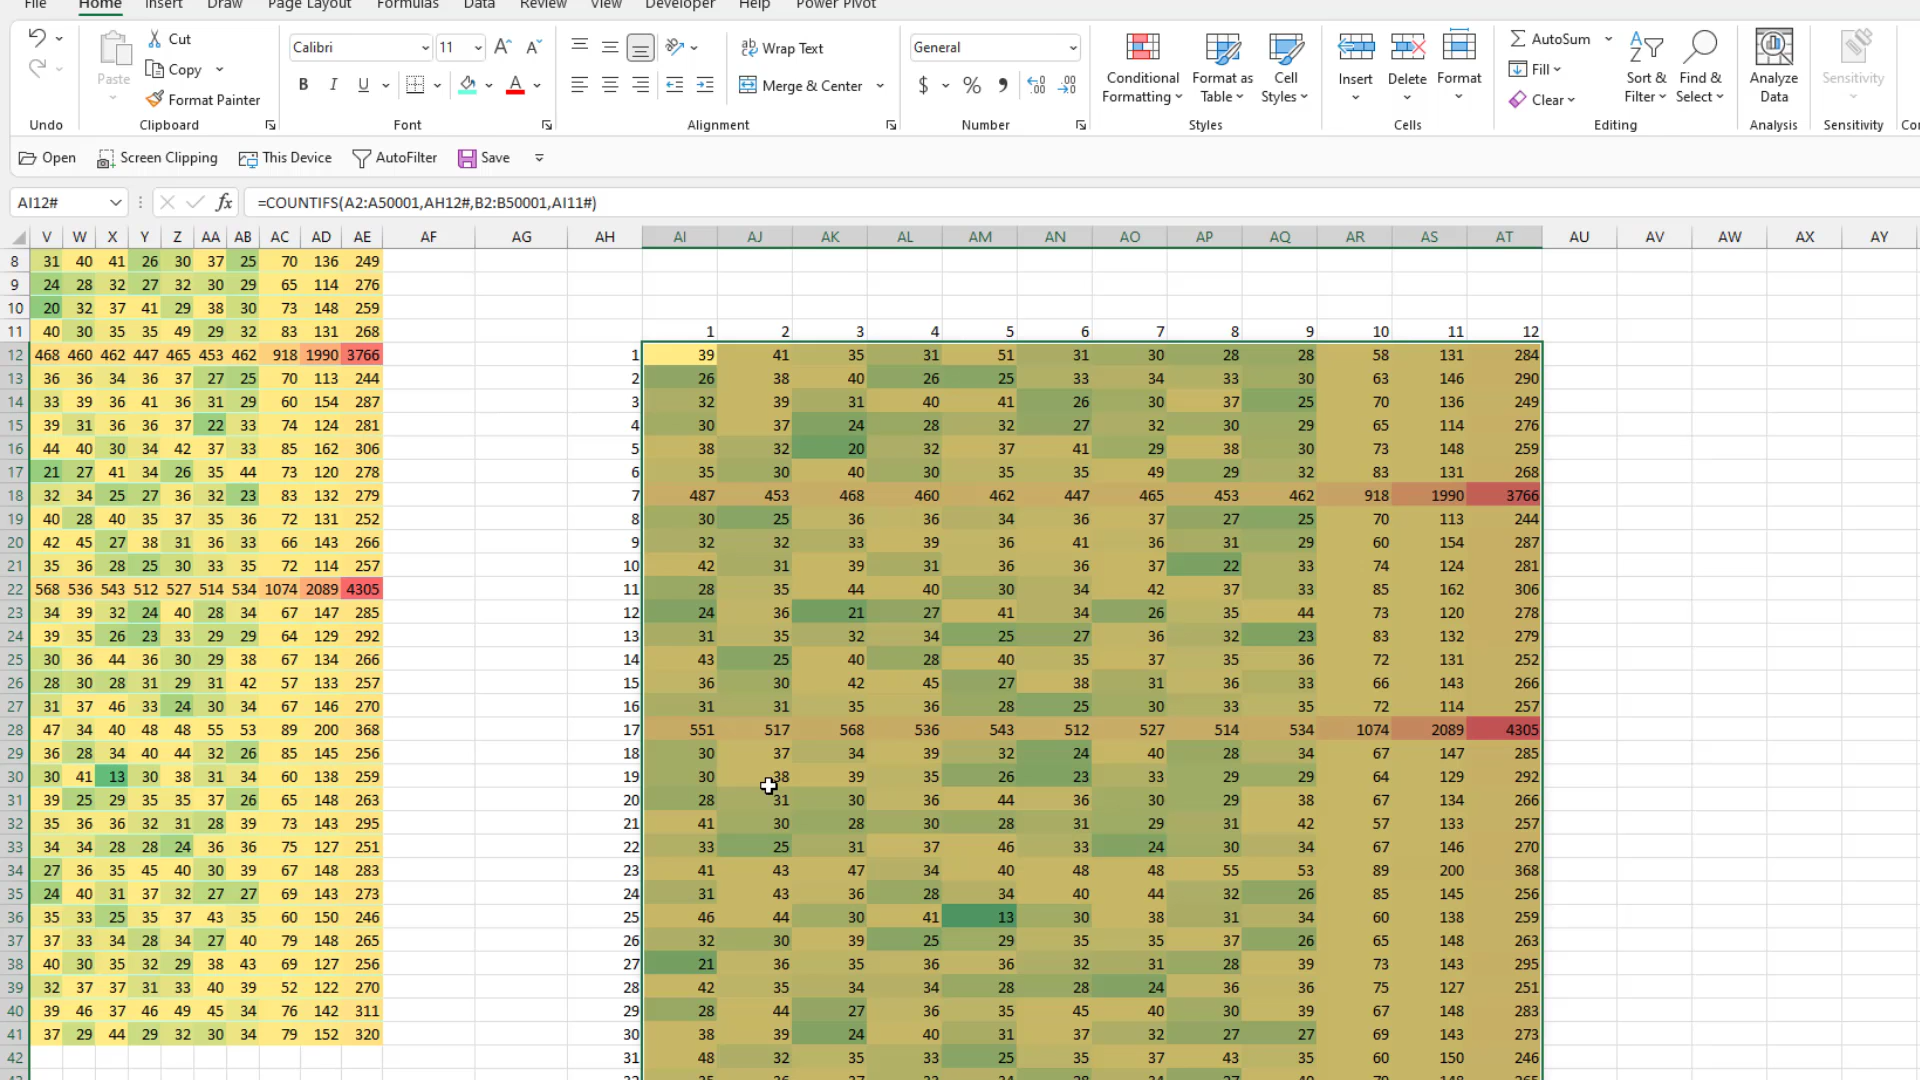 File Home Insert Draw Page Layout Formulas Data Review View Developer Help Power Pivot
Cut
Copy
Format Painter
Paste
Undo Clipboard
Calibri 11
B I U
Font
Wrap Text
Merge & Center
Alignment
General
$ %
Number
Conditional Formatting
Format as Table
Cell Styles
Styles
Insert Delete Format
Cells
AutoSum
Fill
Clear
Sort & Filter
Find & Select
Editing
Analyze Data
Analysis
Sensitivity
Sensitivity
Open Screen Clipping This Device AutoFilter Save
AI12# fx =COUNTIFS(A2:A50001,AH12#,B2:B50001,AI11#)
V W X Y Z AA AB AC AD AE AF AG AH AI AJ AK AL AM AN AO AP AQ AR AS AT AU AV AW AX AY
8 31 40 41 26 30 37 25 70 136 249
9 24 28 32 27 32 30 29 65 114 276
10 20 32 37 41 29 38 30 73 148 259
11 40 30 35 35 49 29 32 83 131 268 1 2 3 4 5 6 7 8 9 10 11 12
12 468 460 462 447 465 453 462 918 1990 3766 1 39 41 35 31 51 31 30 28 28 58 131 284
13 36 36 34 36 37 27 25 70 113 244 2 26 38 40 26 25 33 34 33 30 63 146 290
14 33 39 36 41 36 31 29 60 154 287 3 32 39 31 40 41 26 30 37 25 70 136 249
15 39 31 36 36 37 22 33 74 124 281 4 30 37 24 28 32 27 32 30 29 65 114 276
16 44 40 30 34 42 37 33 85 162 306 5 38 32 20 32 37 41 29 38 30 73 148 259
17 21 27 41 34 26 35 44 73 120 278 6 35 30 40 30 35 35 49 29 32 83 131 268
18 32 34 25 27 36 32 23 83 132 279 7 487 453 468 460 462 447 465 453 462 918 1990 3766
19 40 28 40 35 37 35 36 72 131 252 8 30 25 36 36 34 36 37 27 25 70 113 244
20 42 45 27 38 31 36 33 66 143 266 9 32 32 33 39 36 41 36 31 29 60 154 287
21 35 36 28 25 30 33 35 72 114 257 10 42 31 39 31 36 36 37 22 33 74 124 281
22 568 536 543 512 527 514 534 1074 2089 4305 11 28 35 44 40 30 34 42 37 33 85 162 306
23 34 39 32 24 40 28 34 67 147 285 12 24 36 21 27 41 34 26 35 44 73 120 278
24 39 35 26 23 33 29 29 64 129 292 13 31 35 32 34 25 27 36 32 23 83 132 279
25 30 36 44 36 30 29 38 67 134 266 14 43 25 40 28 40 35 37 35 36 72 131 252
26 28 30 28 31 29 31 42 57 133 257 15 36 30 42 45 27 38 31 36 33 66 143 266
27 31 37 46 33 24 30 34 67 146 270 16 31 31 35 36 28 25 30 33 35 72 114 257
28 47 34 40 48 48 55 53 89 200 368 17 551 517 568 536 543 512 527 514 534 1074 2089 4305
29 36 28 34 40 44 32 26 85 145 256 18 30 37 34 39 32 24 40 28 34 67 147 285
30 30 41 13 30 38 31 34 60 138 259 19 30 38 39 35 26 23 33 29 29 64 129 292
31 39 25 29 35 35 37 26 65 148 263 20 28 31 30 36 44 36 30 29 38 67 134 266
32 35 36 36 32 31 28 39 73 143 295 21 41 30 28 30 28 31 29 31 42 57 133 257
33 34 34 28 28 24 36 36 75 127 251 22 33 25 31 37 46 33 24 30 34 67 146 270
34 27 36 35 45 40 30 39 67 148 283 23 41 43 47 34 40 48 48 55 53 89 200 368
35 24 40 31 37 32 27 27 69 143 273 24 31 43 36 28 34 40 44 32 26 85 145 256
36 35 33 25 35 37 43 35 60 150 246 25 46 44 30 41 13 30 38 31 34 60 138 259
37 37 33 34 28 34 27 40 79 148 265 26 32 30 39 25 29 35 35 37 26 65 148 263
38 40 30 35 32 29 38 43 69 127 256 27 21 36 35 36 36 32 31 28 39 73 143 295
39 32 37 37 31 33 40 39 52 122 270 28 42 35 34 34 28 28 24 36 36 75 127 251
40 39 46 37 46 49 45 34 76 142 311 29 28 44 27 36 35 45 40 30 39 67 148 283
41 37 29 44 29 32 30 34 79 152 320 30 38 39 24 40 31 37 32 27 27 69 143 273
42 31 48 32 35 33 25 35 37 43 35 60 150 246